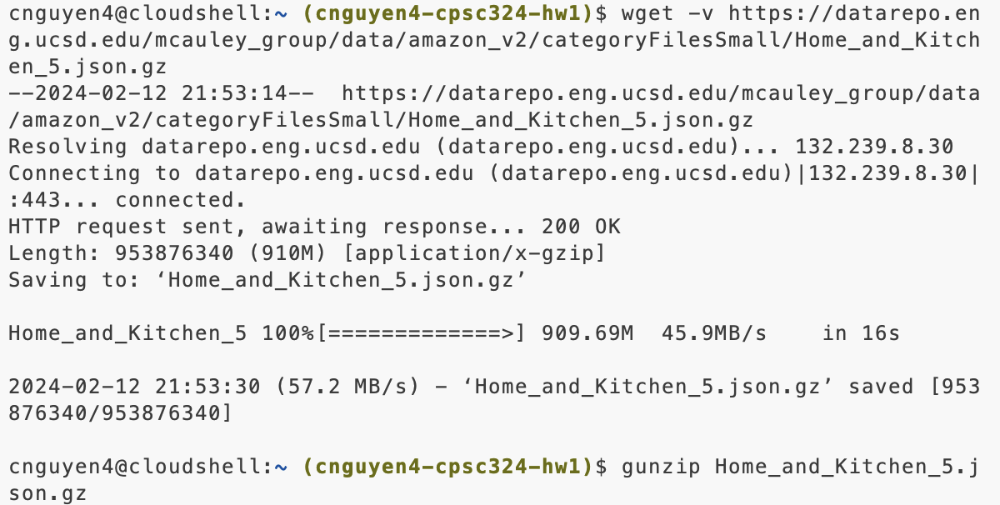 cnguyen4@cloudshell:~ (cnguyen4-cpsc324-hw1)$ wget -v https://datarepo.en
g.ucsd.edu/mcauley_group/data/amazon_v2/categoryFilesSmall/Home_and_Kitch
en_5.json.gz
--2024-02-12 21:53:14--  https://datarepo.eng.ucsd.edu/mcauley_group/data
/amazon_v2/categoryFilesSmall/Home_and_Kitchen_5.json.gz
Resolving datarepo.eng.ucsd.edu (datarepo.eng.ucsd.edu)... 132.239.8.30
Connecting to datarepo.eng.ucsd.edu (datarepo.eng.ucsd.edu)|132.239.8.30|
:443... connected.
HTTP request sent, awaiting response... 200 OK
Length: 953876340 (910M) [application/x-gzip]
Saving to: ‘Home_and_Kitchen_5.json.gz’
Home_and_Kitchen_5 100%[=============>] 909.69M  45.9MB/s    in 16s
2024-02-12 21:53:30 (57.2 MB/s) - ‘Home_and_Kitchen_5.json.gz’ saved [953
876340/953876340]
cnguyen4@cloudshell:~ (cnguyen4-cpsc324-hw1)$ gunzip Home_and_Kitchen_5.j
son.gz